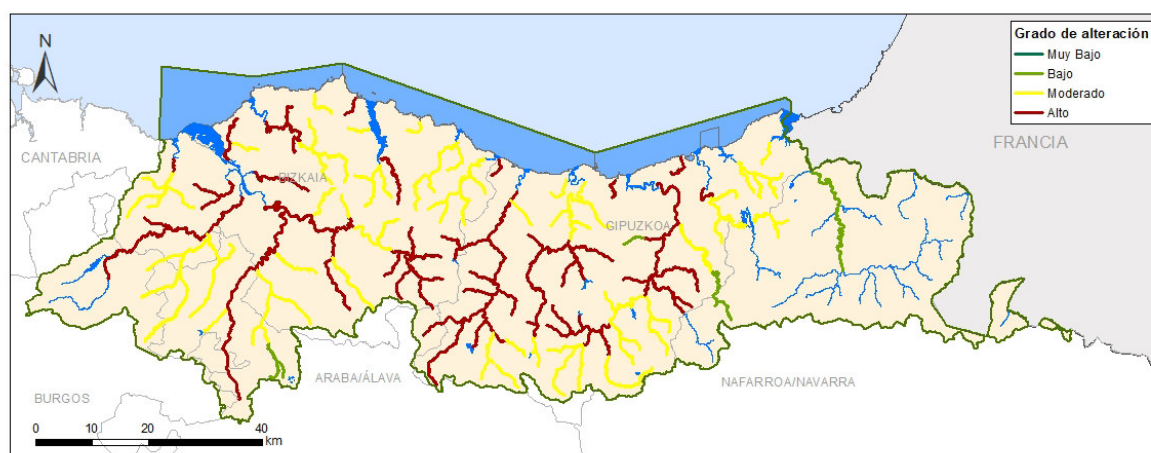 Grado de alteración
Muy Bajo
Bajo
Moderado
Alto
N
CANTABRIA
FRANCIA
BIZKAIA
GIPUZKOA
ARABA/ÁLAVA
NAFARROA/NAVARRA
BURGOS
0 10 20 40
km